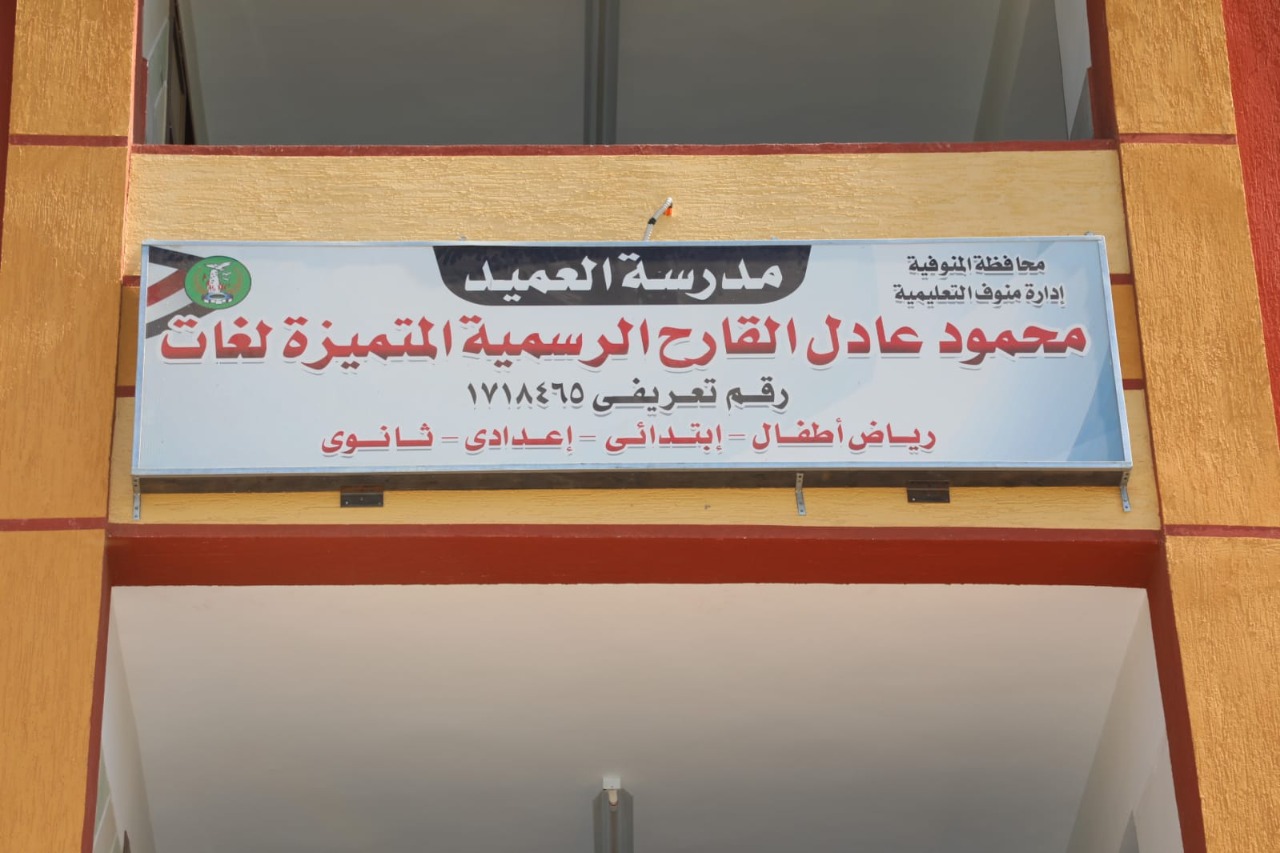 محافظة المنوفية
إدارة منوف التعليمية
مدرسة العميد
محمود عادل القارح الرسمية المتميزة لغات
رقم تعريفى ١٧١٨٤٦٥
رياض أطفال - إبتدائى - إعدادى - ثانوى